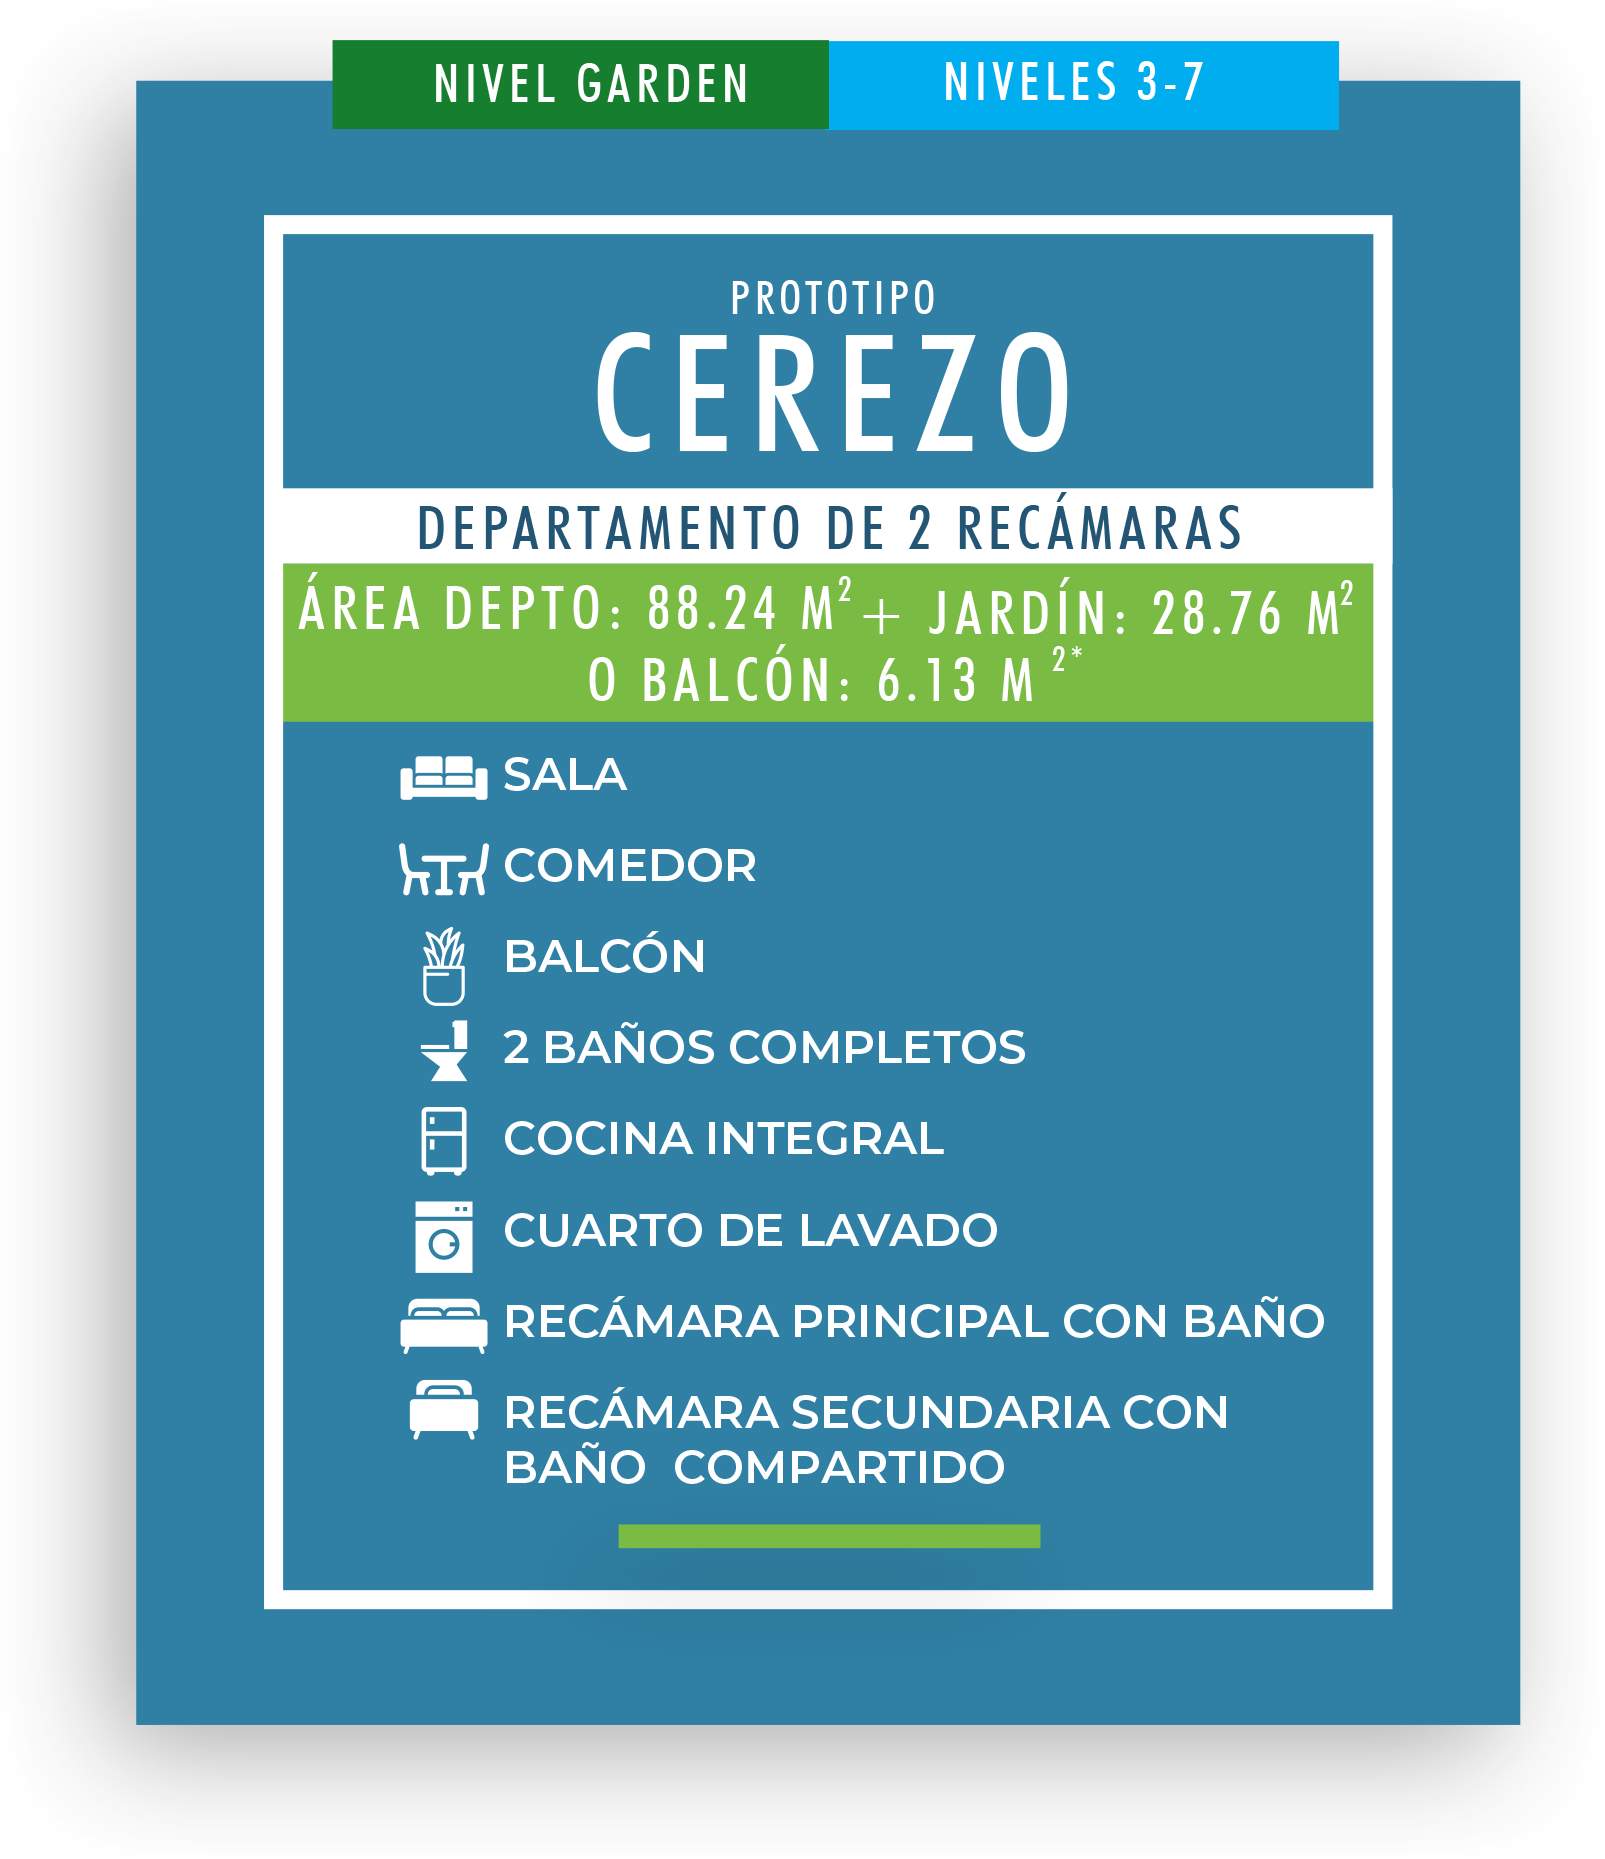 NIVEL GARDEN
NIVELES 3-7
PROTOTIPO
CEREZO
DEPARTAMENTO DE 2 RECÁMARAS
ÁREA DEPTO: 88.24 M² + JARDÍN: 28.76 M²
O BALCÓN: 6.13 M ²*
SALA
COMEDOR
BALCÓN
2 BAÑOS COMPLETOS
COCINA INTEGRAL
CUARTO DE LAVADO
RECÁMARA PRINCIPAL CON BAÑO
RECÁMARA SECUNDARIA CON
BAÑO  COMPARTIDO